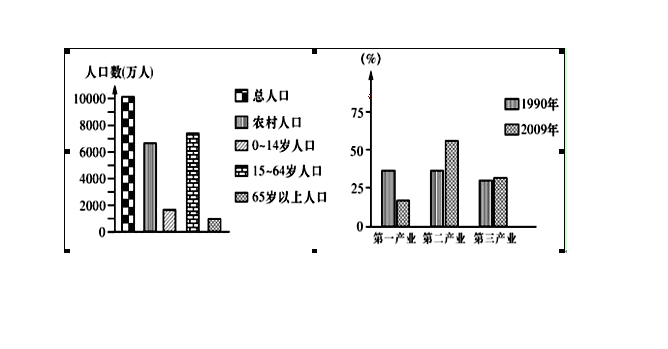 人口数(万人)
10000
8000
6000
4000
2000
0
总人口
农村人口
0~14岁人口
15~64岁人口
65岁以上人口
(%)
75
50
25
0
1990年
2009年
第一产业 第二产业 第三产业